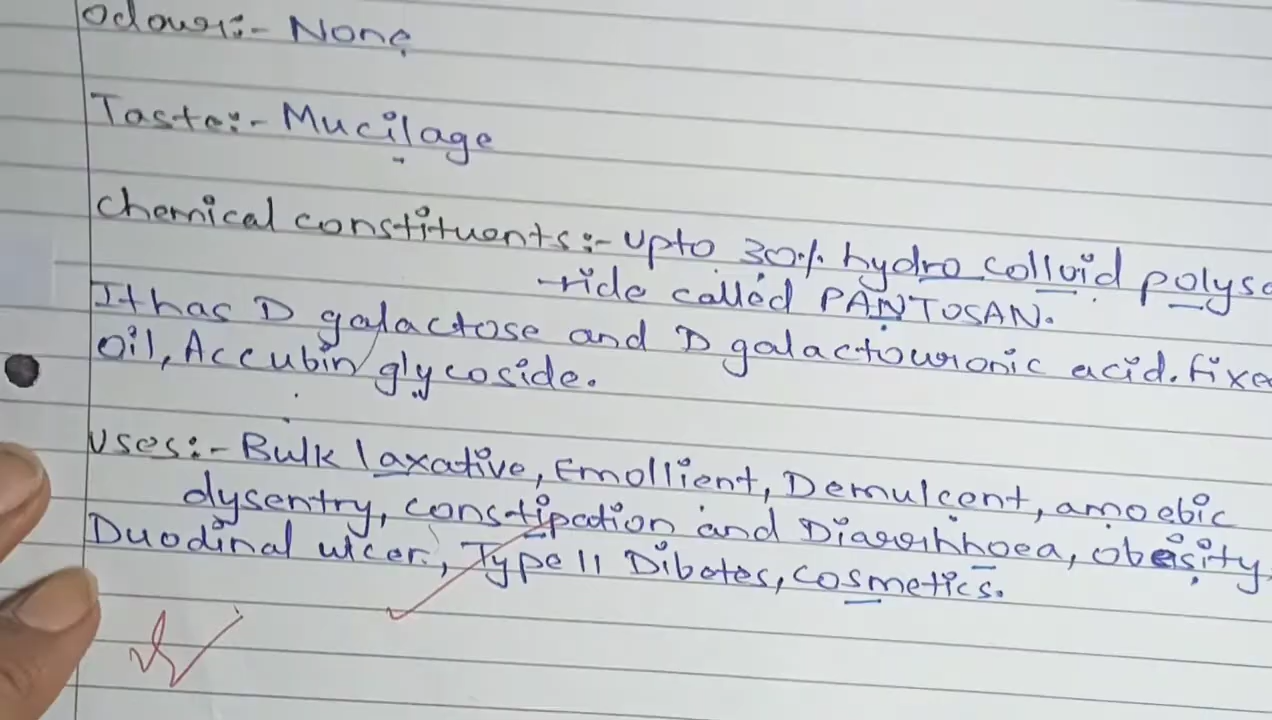 Odour:- None
Taste:- Mucilage
Chemical constituents:- upto 30% hydro colloid polysa
-ride called PANTOSAN.
It has D galactose and D galactouronic acid. fixe
oil, Accubin glycoside.
Uses:- Bulk laxative, Emollient, Demulcent, amoebic
dysentry, constipation and Diarrhhoea, obesity,
Duodinal ulcer, Type II Dibetes, cosmetics.